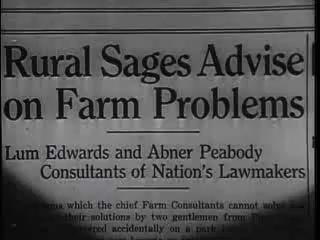 Rural Sages Advise
on Farm Problems
Lum Edwards and Abner Peabody
Consultants of Nation's Lawmakers
which the chief Farm Consultants cannot
their solutions by two gentlemen from
accidentally on a park